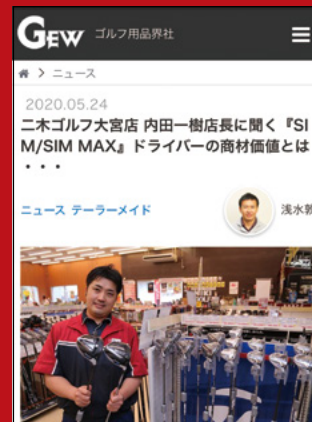 GEW ゴルフ用品界社
ニュース
2020.05.24
二木ゴルフ大宮店 内田一樹店長に聞く『SI
M/SIM MAX』ドライバーの商材価値とは
・・・
ニュース テーラーメイド
浅水敦